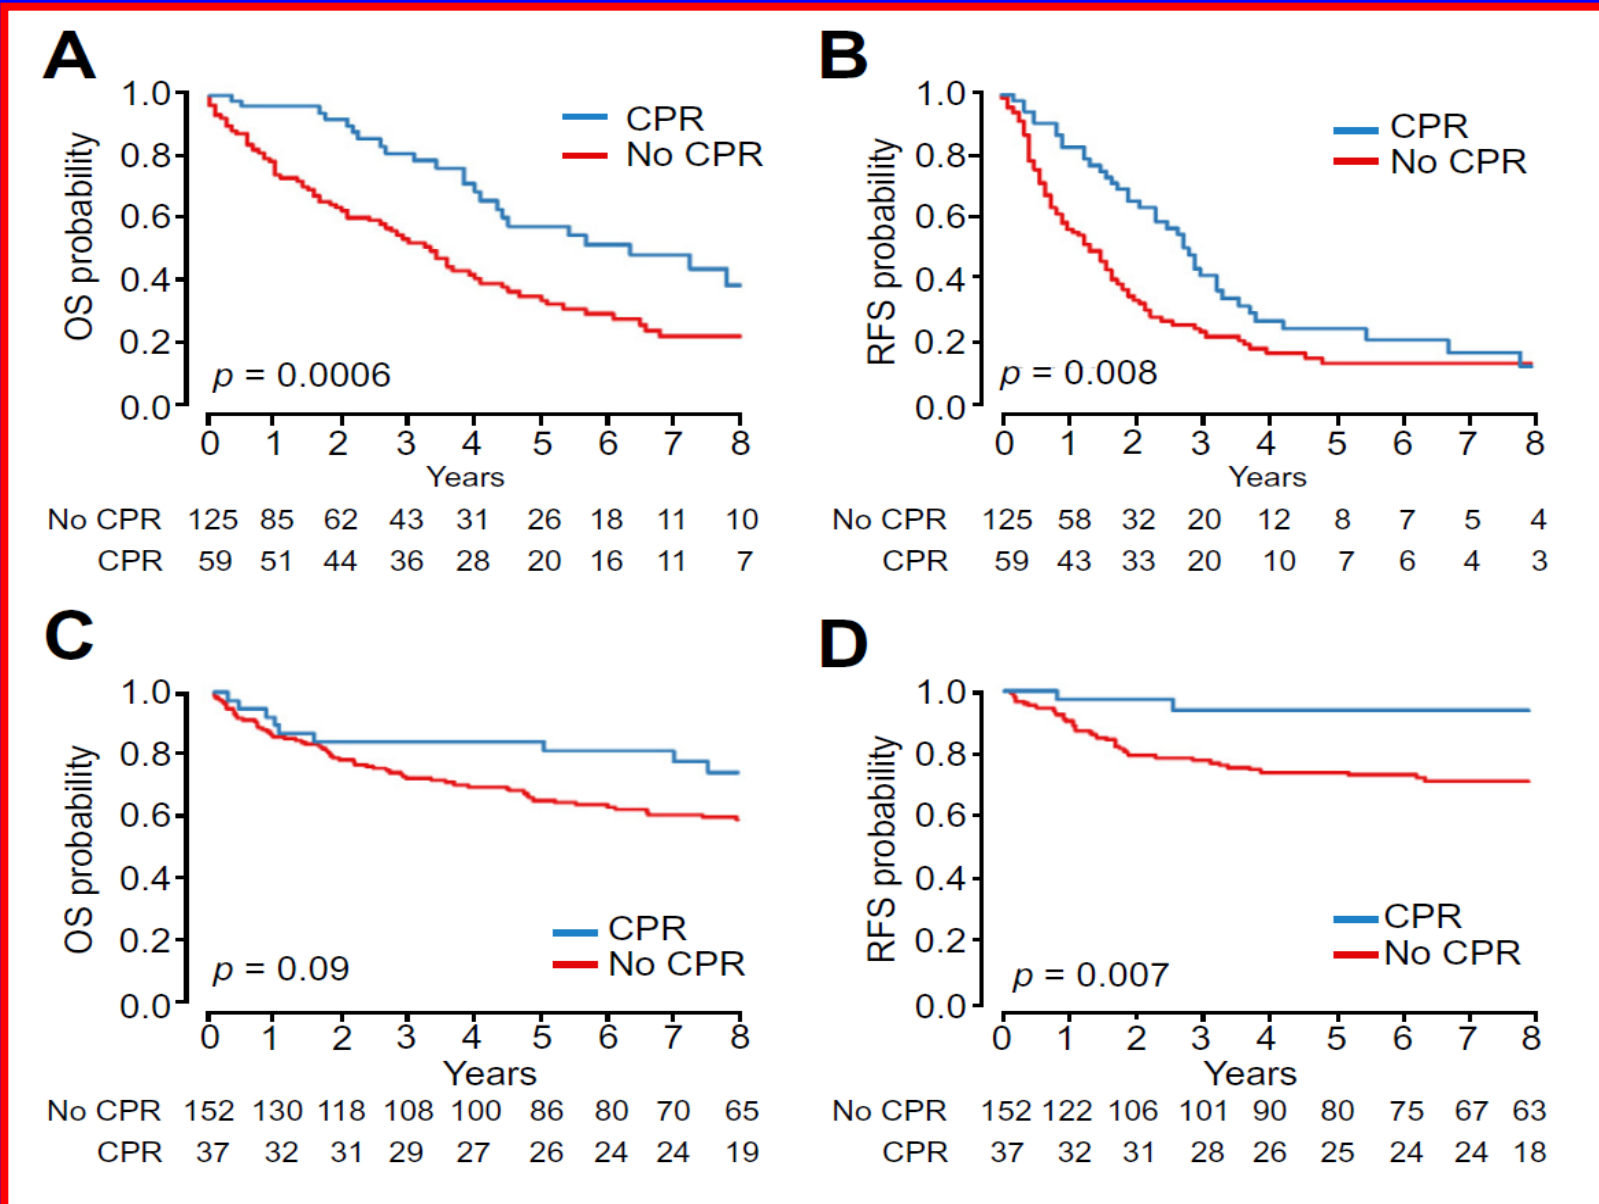 A
1.0
0.8
0.6
0.4
0.2
0.0
OS probability
CPR
No CPR
p = 0.0006
0 1 2 3 4 5 6 7 8
Years
No CPR 125 85 62 43 31 26 18 11 10
CPR 59 51 44 36 28 20 16 11 7
B
1.0
0.8
0.6
0.4
0.2
0.0
RFS probability
CPR
No CPR
p = 0.008
0 1 2 3 4 5 6 7 8
Years
No CPR 125 58 32 20 12 8 7 5 4
CPR 59 43 33 20 10 7 6 4 3
C
1.0
0.8
0.6
0.4
0.2
0.0
OS probability
CPR
No CPR
p = 0.09
0 1 2 3 4 5 6 7 8
Years
No CPR 152 130 118 108 100 86 80 70 65
CPR 37 32 31 29 27 26 24 24 19
D
1.0
0.8
0.6
0.4
0.2
0.0
RFS probability
CPR
No CPR
p = 0.007
0 1 2 3 4 5 6 7 8
Years
No CPR 152 122 106 101 90 80 75 67 63
CPR 37 32 31 28 26 25 24 24 18